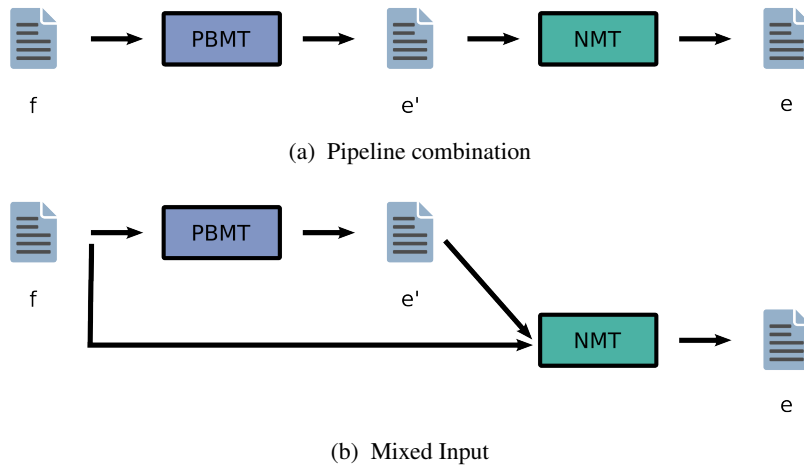 PBMT NMT
f e' e
(a) Pipeline combination
PBMT
f e'
NMT
e
(b) Mixed Input